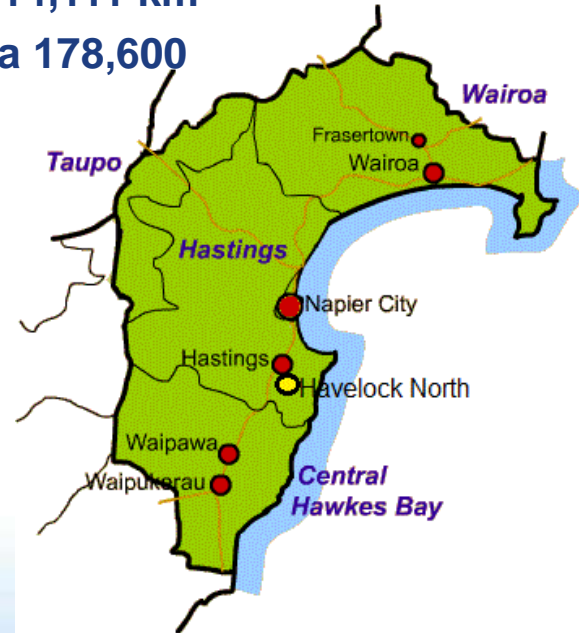 a 178,600
Wairoa
Frasertown
Wairoa
Taupo
Hastings
Napier City
Hastings
Havelock North
Waipawa
Waipukurau
Central
Hawkes Bay